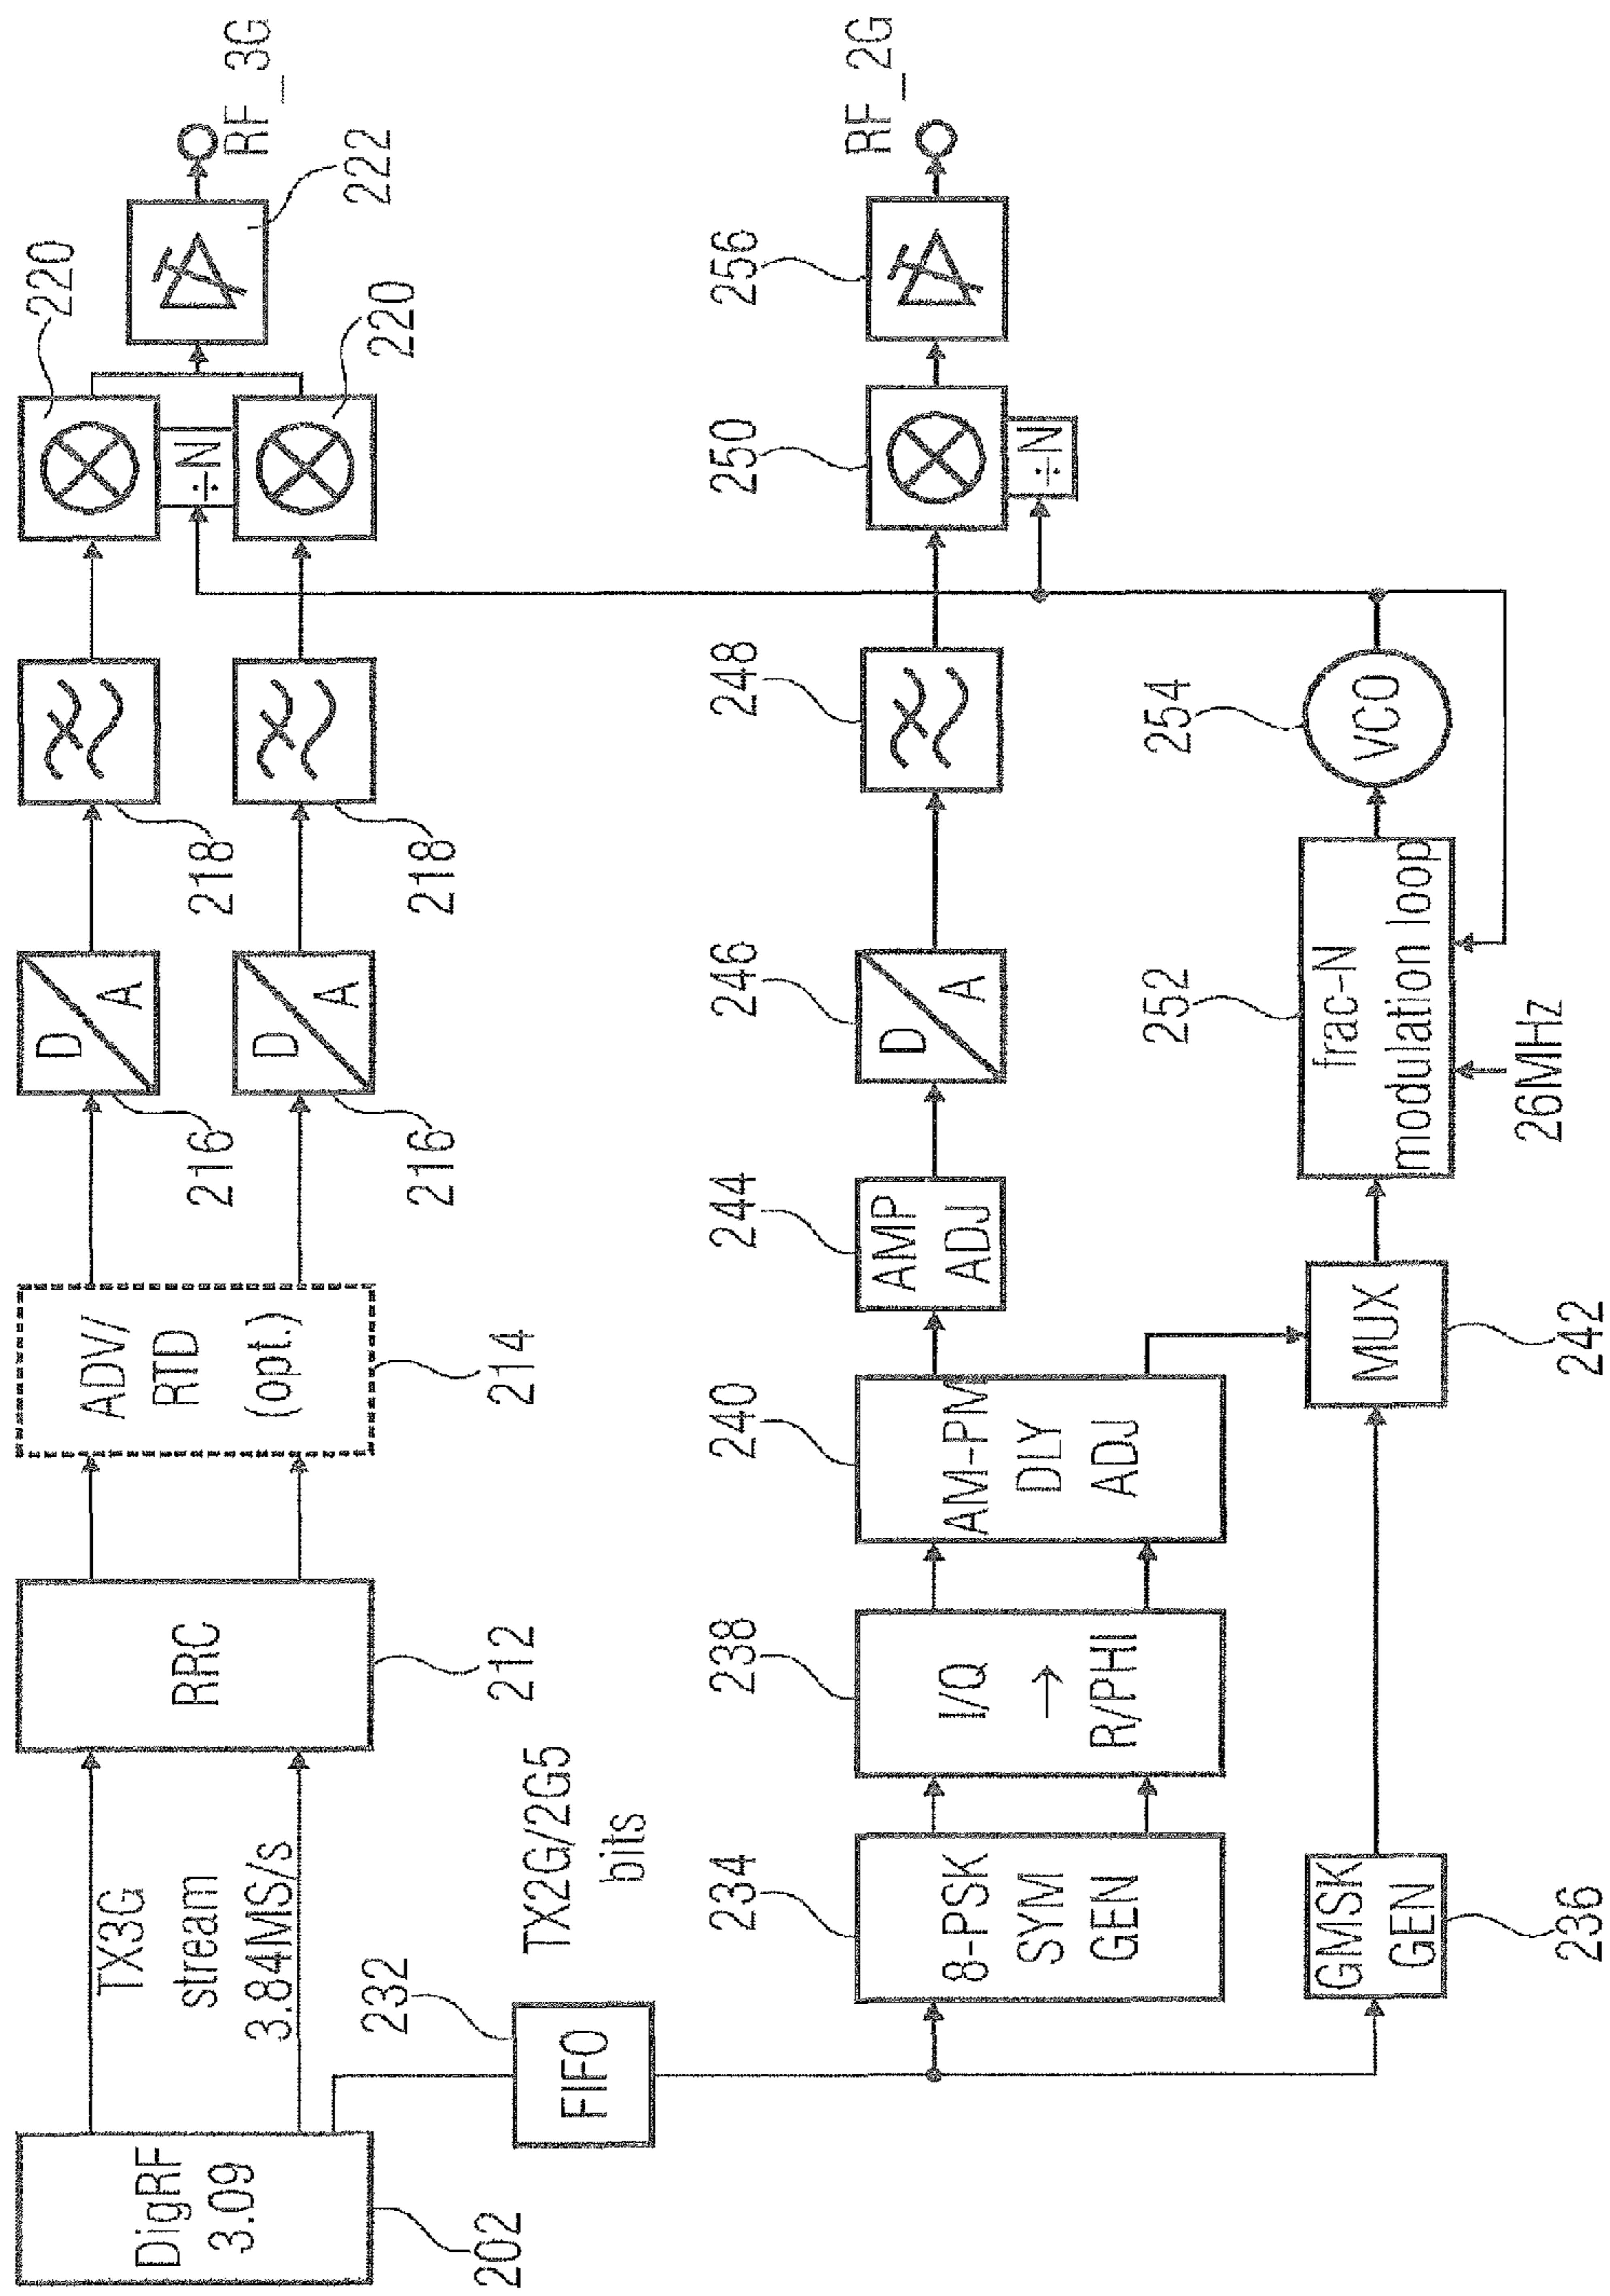 DigRF
3.09
202
TX3G
stream
3.84MS/s
RRC
212
ADV/
RTD
(opt.)
214
D
A
216
D
A
216
218
218
220
÷N
220
222
RF_3G
232
FIFO
TX2G/2G5
bits
234
8-PSK
SYM
GEN
238
I/Q
→
R/PHI
240
AM-PM
DLY
ADJ
244
AMP
ADJ
246
D
A
248
250
÷N
256
RF_2G
GMSK
GEN
236
MUX
242
252
frac-N
modulation loop
26MHz
254
VCO